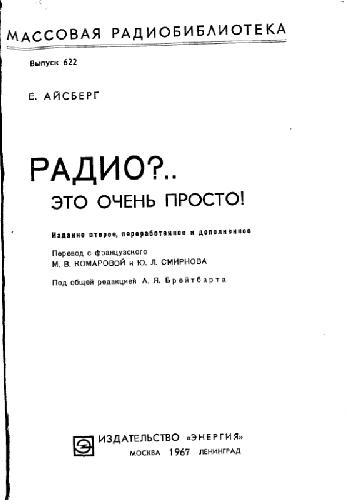 МАССОВАЯ РАДИОБИБЛИОТЕКА
Выпуск 622
Е. АЙСБЕРГ
РАДИО?..
ЭТО ОЧЕНЬ ПРОСТО!
Издание второе, переработанное и дополненное
Перевод с французского
М. В. КОМАРОВОЙ и Ю. Л. СМИРНОВА
Под общей редакцией А. Я. Брейтбарта
ИЗДАТЕЛЬСТВО «ЭНЕРГИЯ»
МОСКВА 1967 ЛЕНИНГРАД